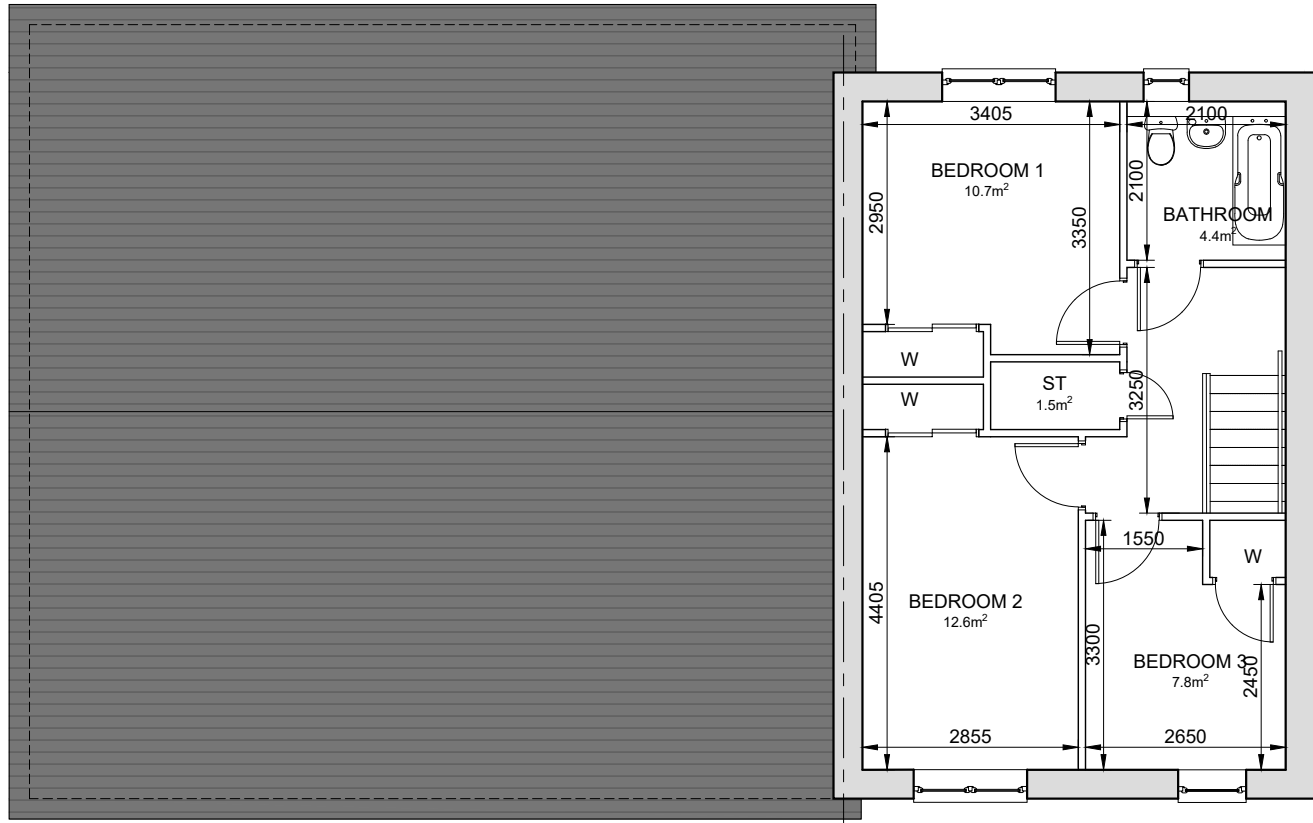 3405
2100
BEDROOM 1
10.7m²
2950
3350
2100
BATHROOM
4.4m²
W
ST
1.5m²
W
3250
1550
W
4405
BEDROOM 2
12.6m²
3300
BEDROOM 3
7.8m²
2450
2855
2650